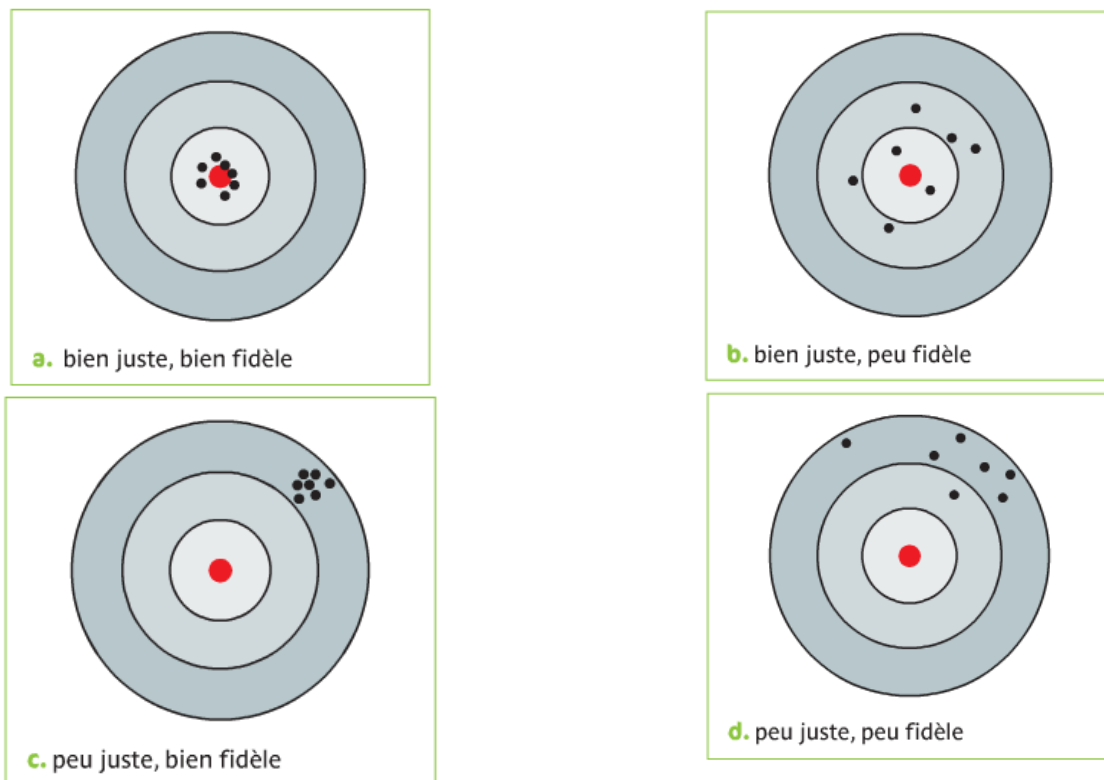 a. bien juste, bien fidèle
b. bien juste, peu fidèle
c. peu juste, bien fidèle
d. peu juste, peu fidèle